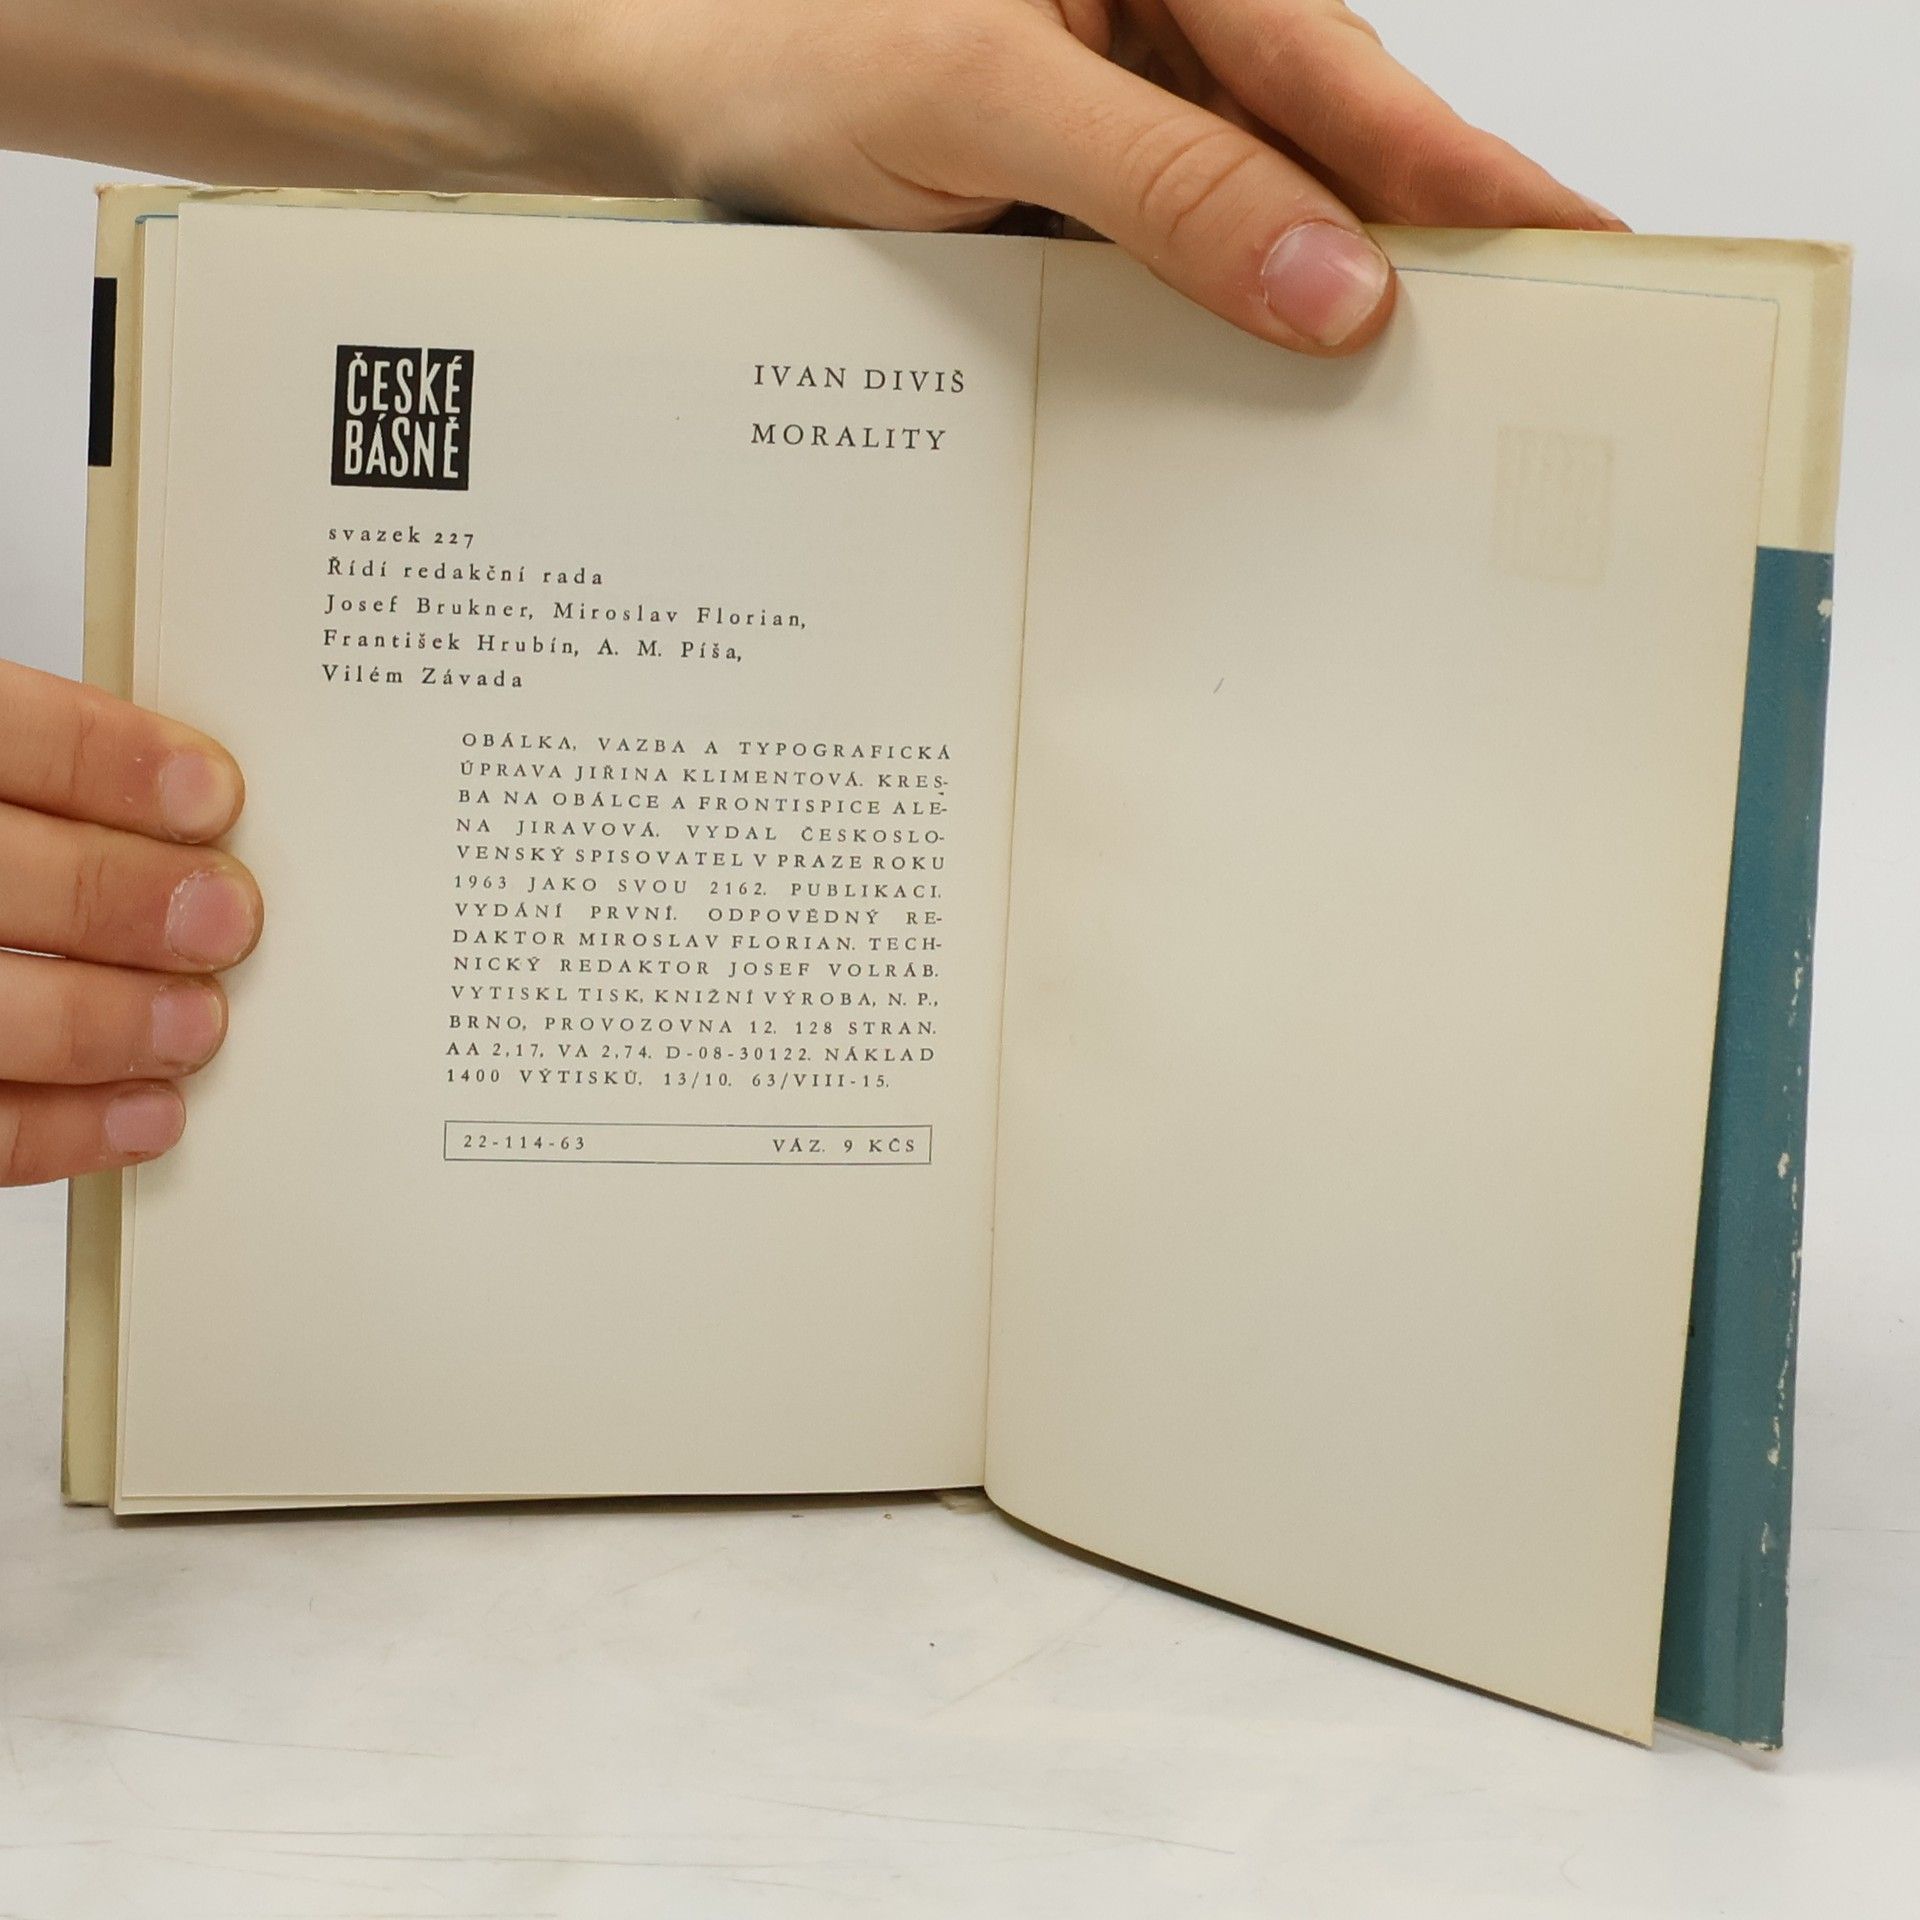 ČESKÉ
BÁSNĚ
IVAN DIVIŠ
MORALITY
svazek 227
Řídí redakční rada
Josef Brukner, Miroslav Florian,
František Hrubín, A. M. Píša,
Vilém Závada
OBÁLKA, VAZBA A TYPOGRAFICKÁ
ÚPRAVA JIŘINA KLIMENTOVÁ. KRES-
BA NA OBÁLCE A FRONTISPICE ALE-
NA JIRAVOVÁ. VYDAL ČESKOSLO-
VENSKÝ SPISOVATEL V PRAZE ROKU
1963 JAKO SVOU 2162. PUBLIKACI.
VYDÁNÍ PRVNÍ. ODPOVĚDNÝ RE-
DAKTOR MIROSLAV FLORIAN. TECH-
NICKÝ REDAKTOR JOSEF VOLRÁB.
VYTISKL TISK, KNIŽNÍ VÝROBA, N. P.,
BRNO, PROVOZOVNA 12. 128 STRAN.
AA 2,17, VA 2,74. D-08-30122. NÁKLAD
1400 VÝTISKŮ. 13/10. 63/VIII-15.
22-114-63 VÁZ. 9 KČS